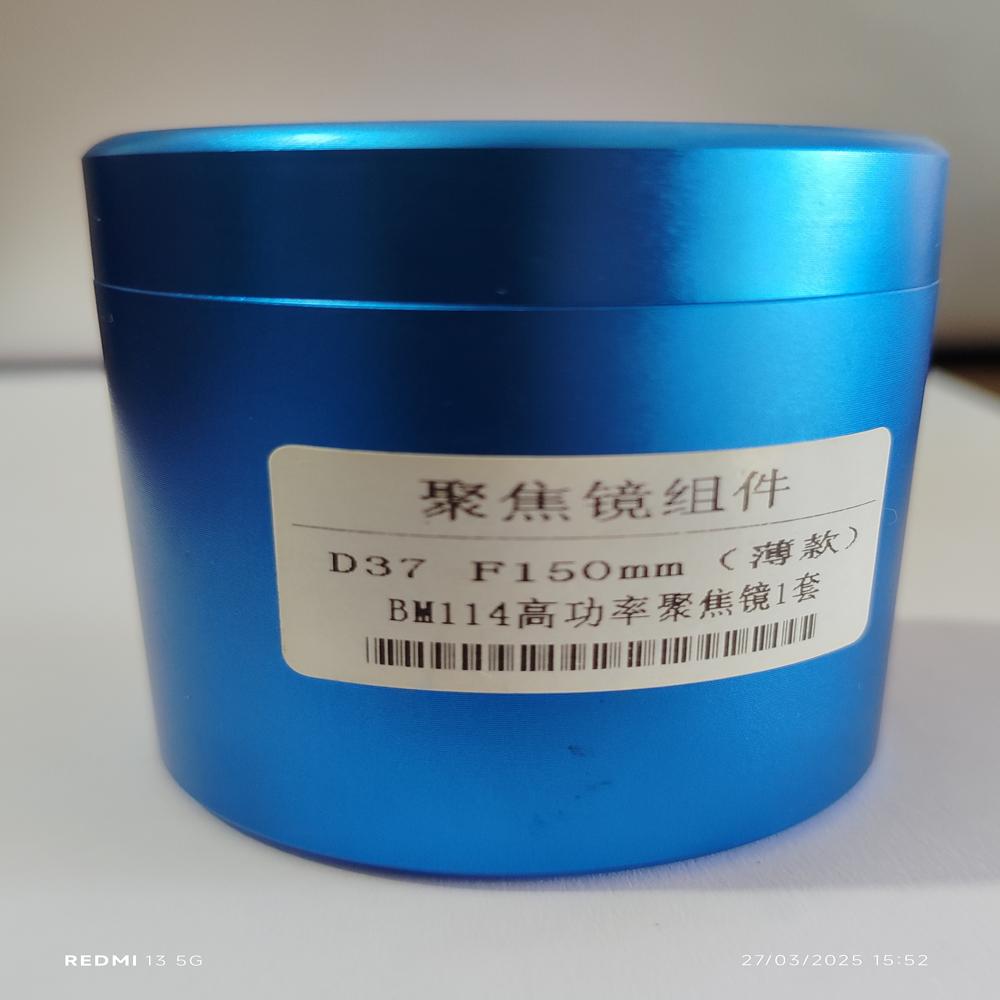 聚焦镜组件
D37 F150mm（薄款）
BM114高功率聚焦镜1套
REDMI 13 5G
27/03/2025 15:52